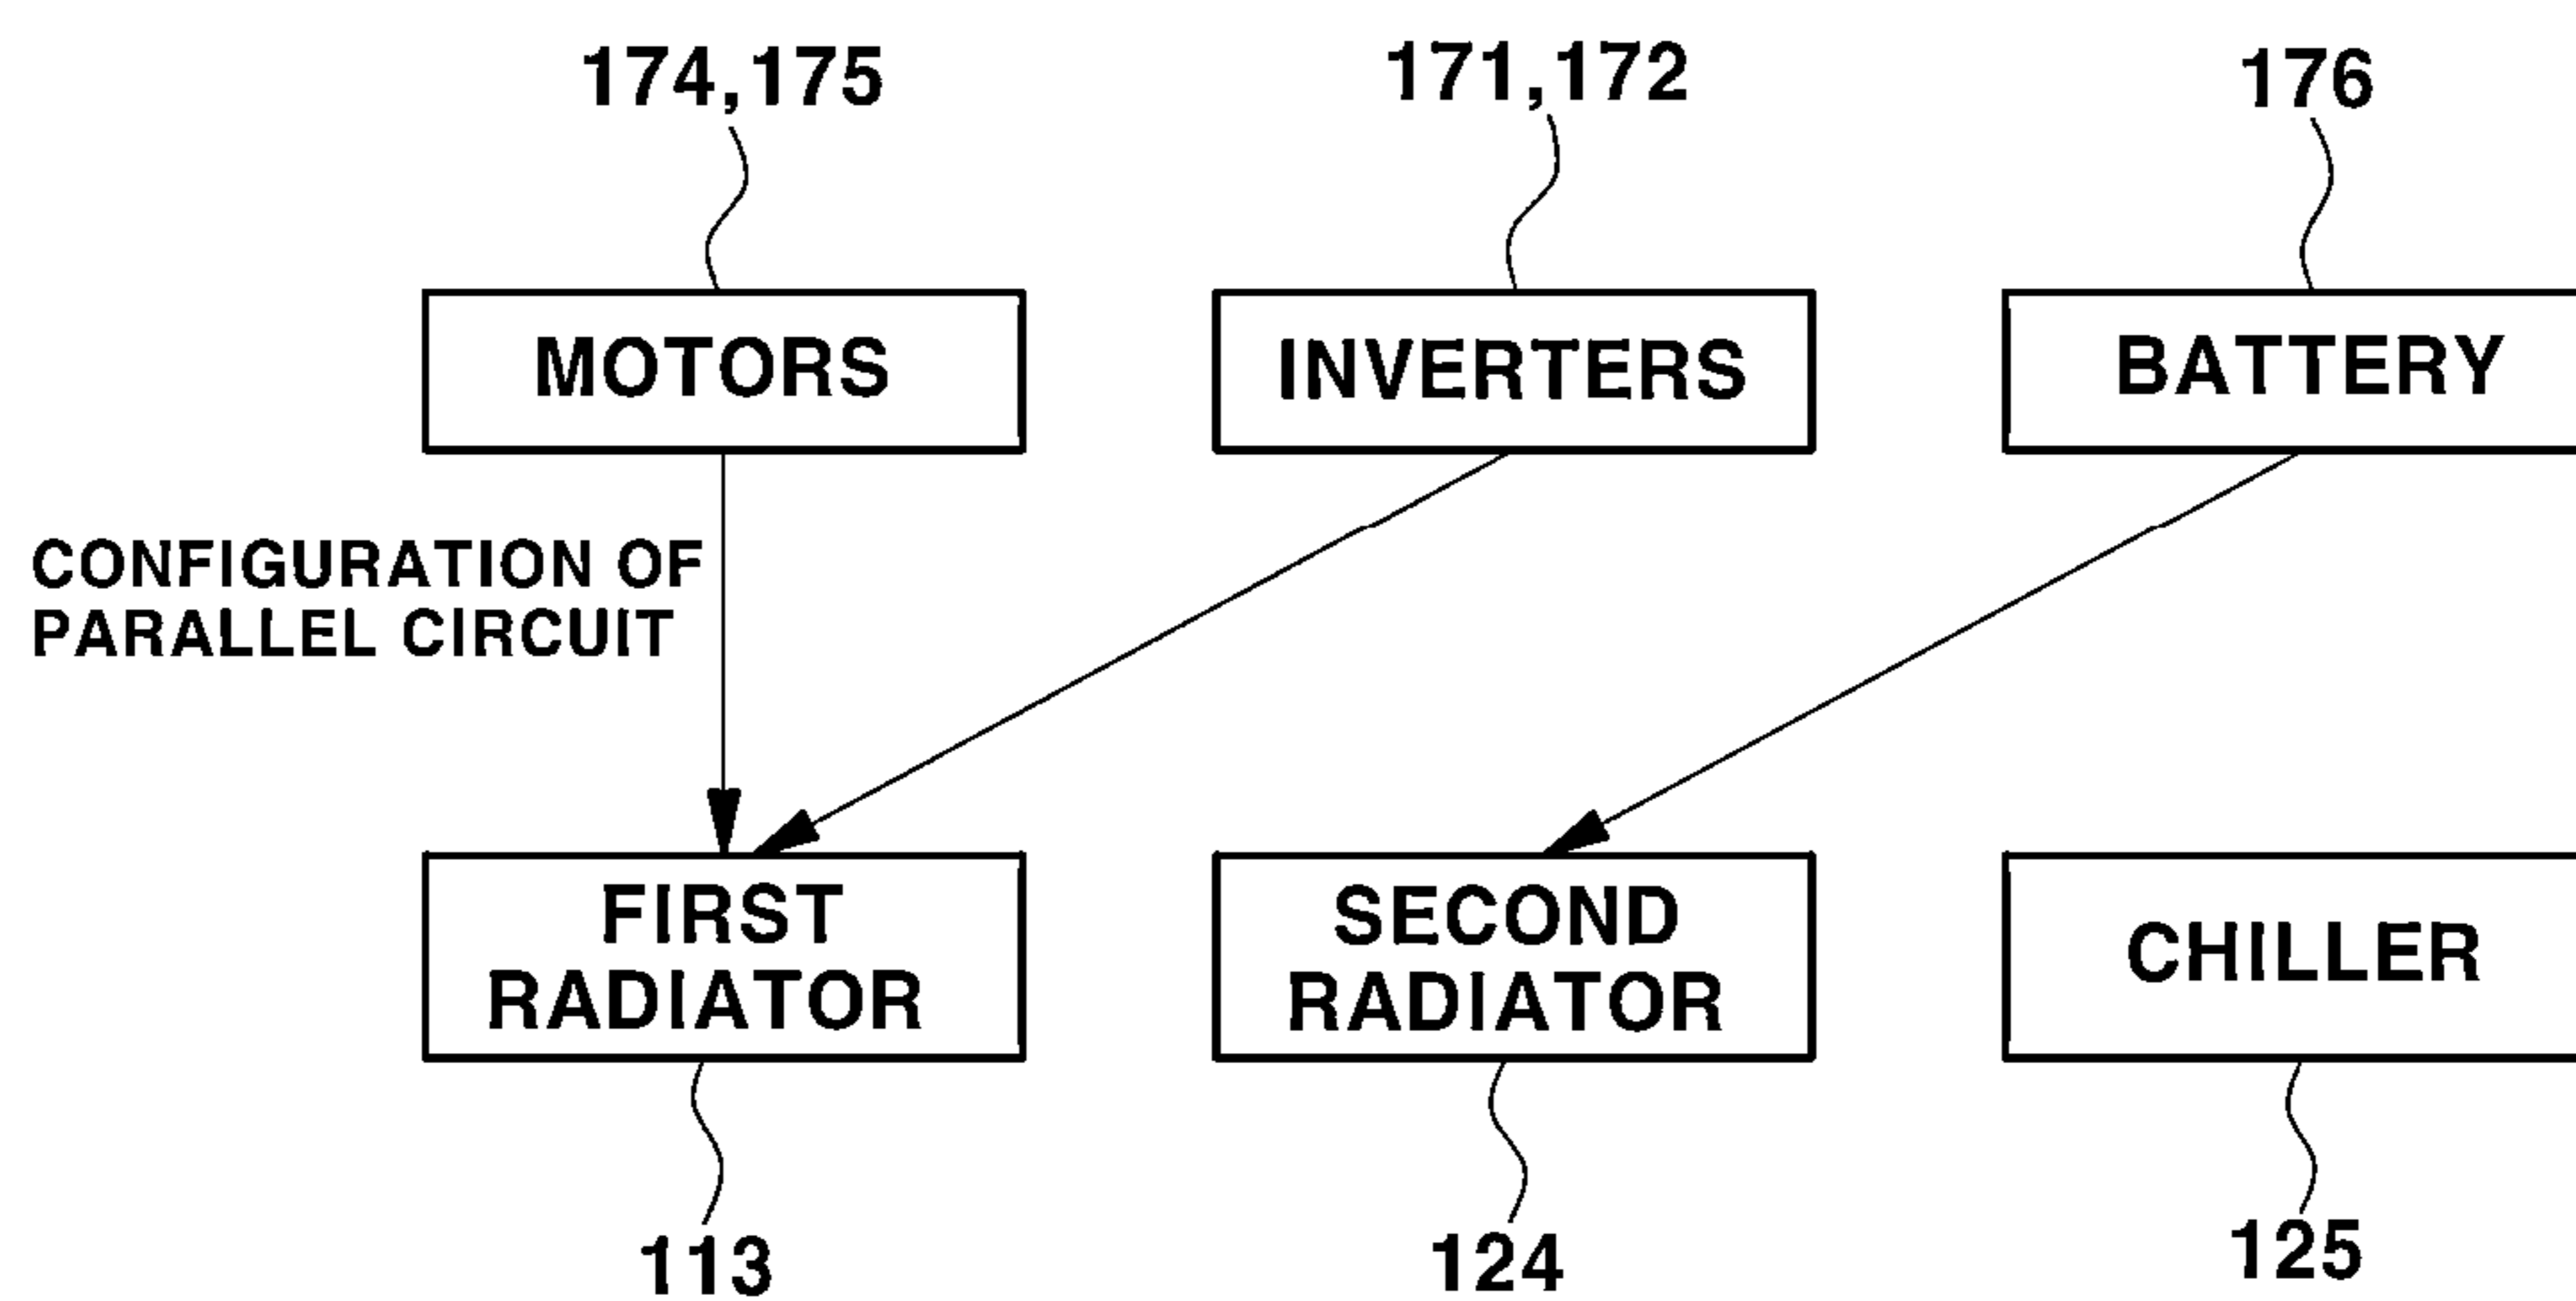 174,175
171,172
176
MOTORS
INVERTERS
BATTERY
CONFIGURATION OF
PARALLEL CIRCUIT
FIRST
RADIATOR
SECOND
RADIATOR
CHILLER
113
124
125